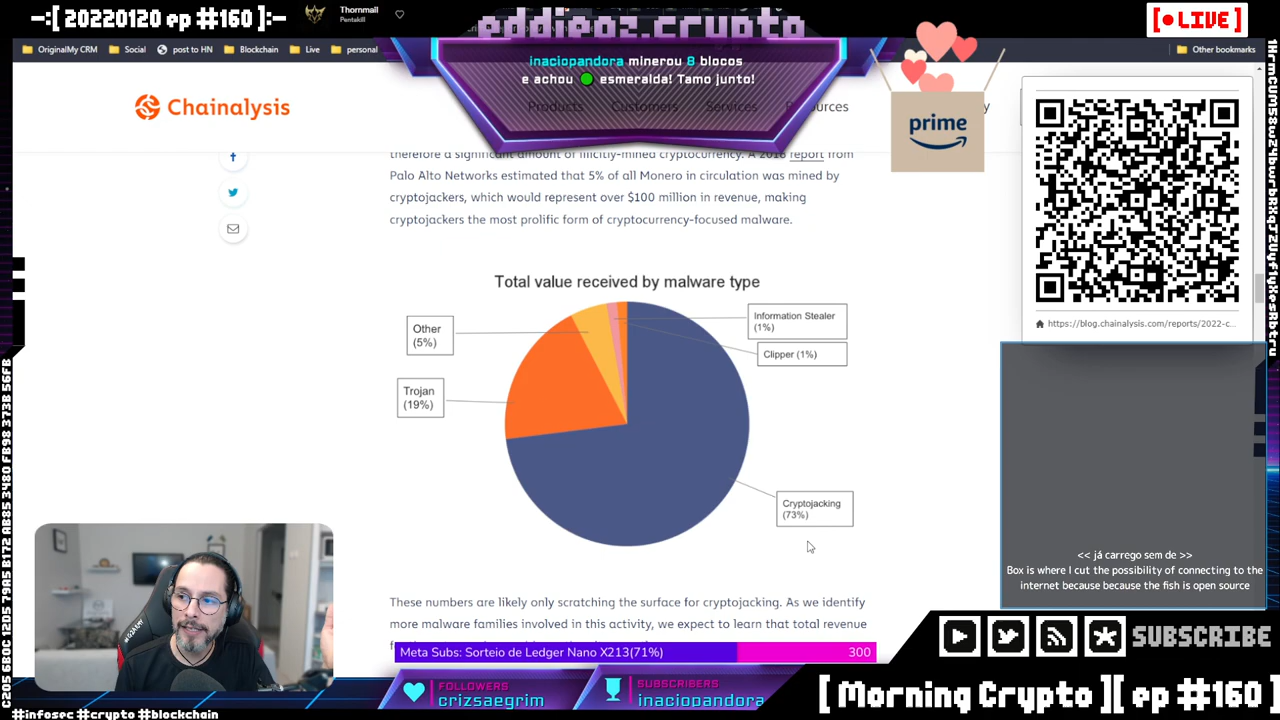 -:[ 20220120 ep #160]:-
Thornmail
Pentakill
addiaoz.crypto
[● LIVE]
OriginalMy CRM
Social
post to HN
Blockchain
Live
personal
Other bookmarks
inaciopandora minerou 8 blocos
e achou esmeralda! Tamo junto!
Chainalysis
Products
Customers
Services
Resources
prime
therefore a significant amount of illicitly-mined cryptocurrency. A 2018 report from
Palo Alto Networks estimated that 5% of all Monero in circulation was mined by
cryptojackers, which would represent over $100 million in revenue, making
cryptojackers the most prolific form of cryptocurrency-focused malware.
Total value received by malware type
Other
(5%)
Trojan
(19%)
Information Stealer
(1%)
Clipper (1%)
Cryptojacking
(73%)
https://blog.chainalysis.com/reports/2022-c...
These numbers are likely only scratching the surface for cryptojacking. As we identify
more malware families involved in this activity, we expect to learn that total revenue
<< já carrego sem de >>
Box is where I cut the possibility of connecting to the
internet because because the fish is open source
Meta Subs: Sorteio de Ledger Nano X213(71%)
300
SUBSCRIBE
FOLLOWERS
crizsaegrim
SUBSCRIBERS
inaciopandora
[ Morning Crypto ][ ep #160 ]
#infosec #crypto #blockchain